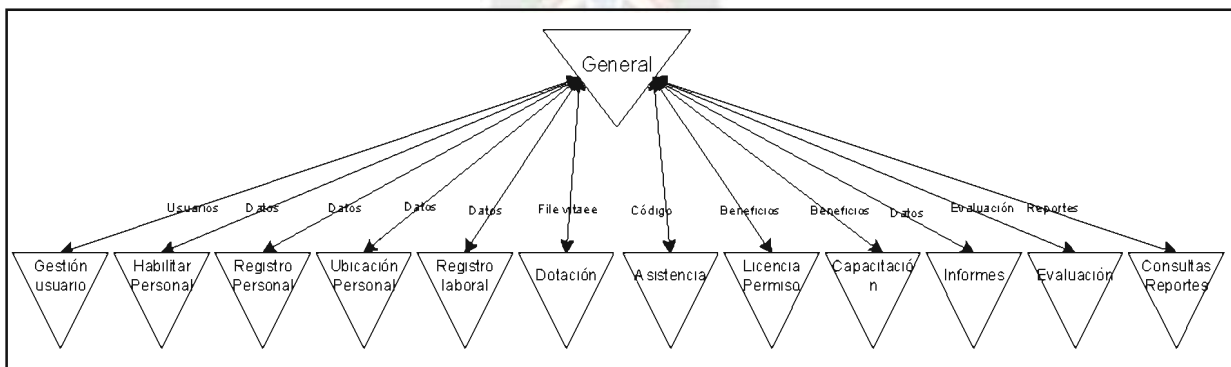 General
Usuarios
Datos
Datos
Datos
Datos
File vitaee
Código
Beneficios
Beneficios
Datos
Evaluación
Reportes
Gestión
usuario
Habilitar
Personal
Registro
Personal
Ubicación
Personal
Registro
laboral
Dotación
Asistencia
Licencia
Permiso
Capacitació
n
Informes
Evaluación
Consultas
Reportes